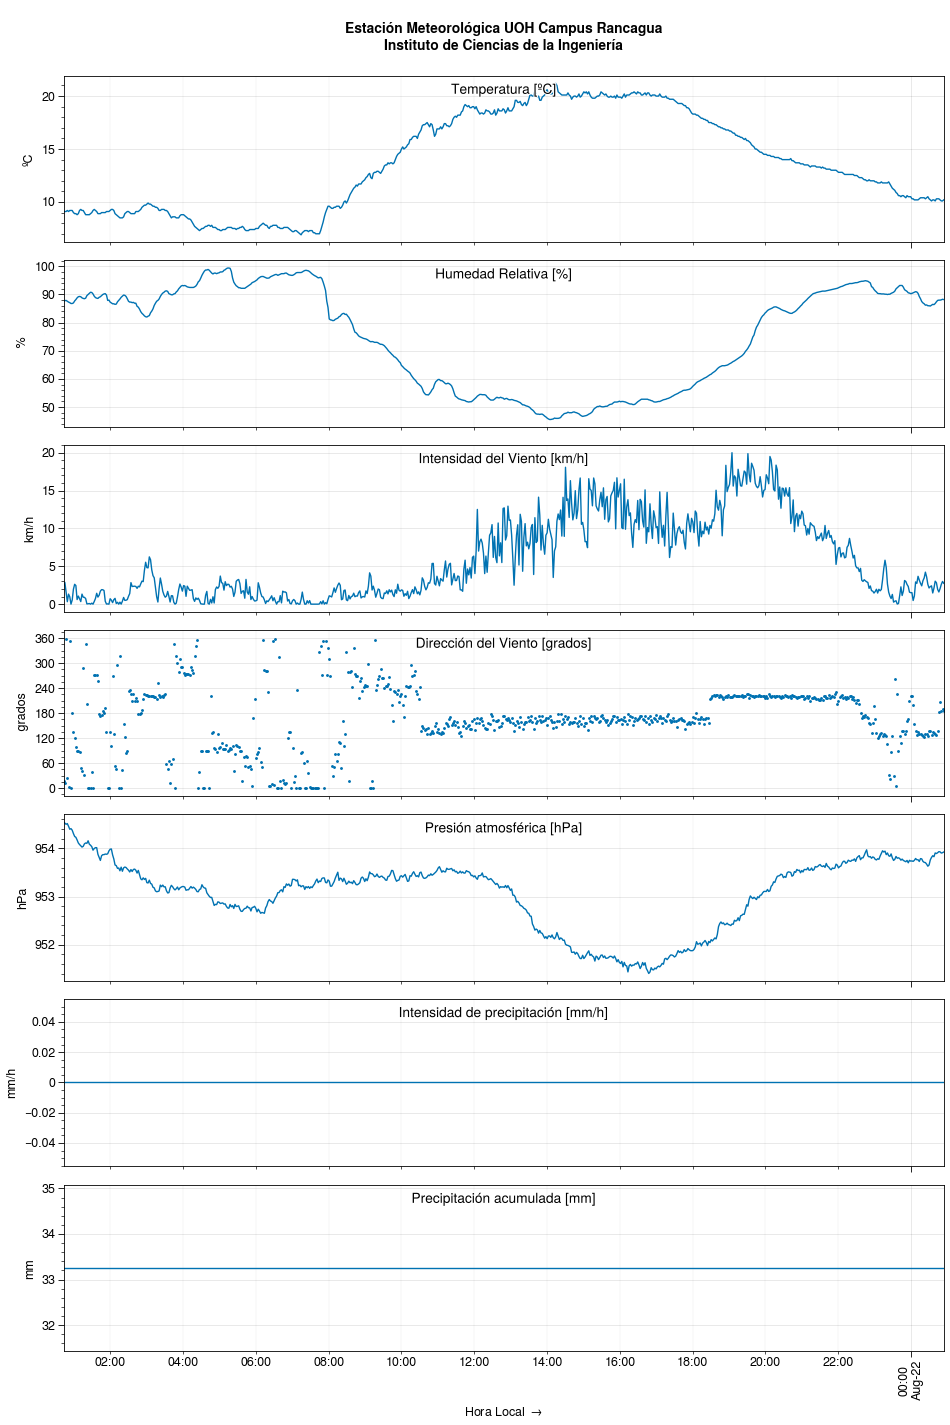 Estación Meteorológica UOH Campus Rancagua
Instituto de Ciencias de la Ingeniería
Temperatura [ºC]
ºC
20
15
10
Humedad Relativa [%]
%
100
90
80
70
60
50
Intensidad del Viento [km/h]
km/h
20
15
10
5
0
Dirección del Viento [grados]
grados
360
300
240
180
120
60
0
Presión atmosférica [hPa]
hPa
954
953
952
Intensidad de precipitación [mm/h]
mm/h
0.04
0.02
0
−0.02
−0.04
Precipitación acumulada [mm]
mm
35
34
33
32
02:00 04:00 06:00 08:00 10:00 12:00 14:00 16:00 18:00 20:00 22:00 00:00
Aug-22
Hora Local →